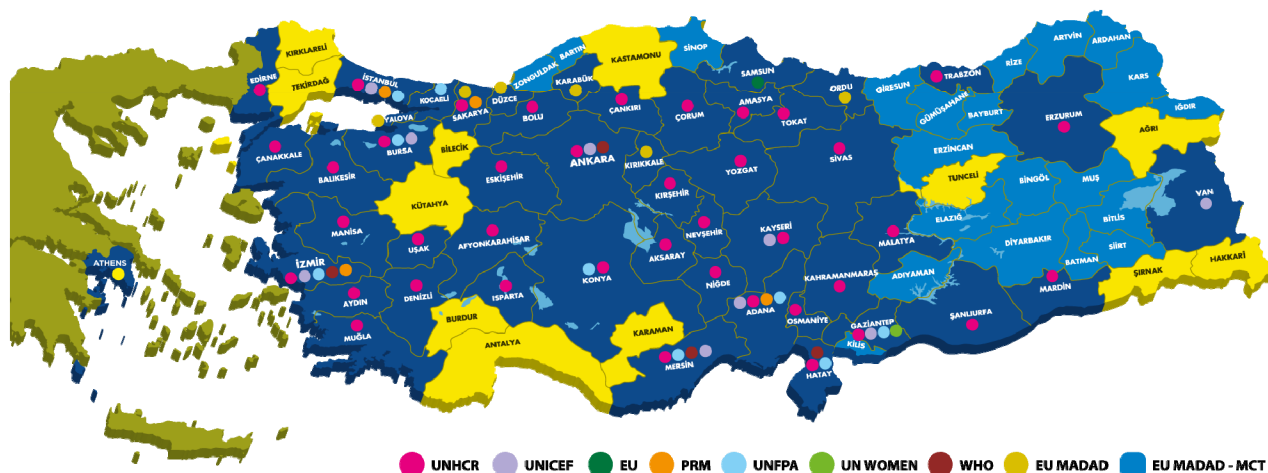 KIRKLARELI
EDİRNE
TEKİRDAĞ
İSTANBUL
KOCAELİ
SAKARYA
DÜZCE
ZONGULDAK
BARTIN
KARABÜK
KASTAMONU
SİNOP
SAMSUN
ORDU
GİRESUN
TRABZON
RİZE
ARTVİN
ARDAHAN
KARS
IĞDIR
YALOVA
BOLU
ÇANKIRI
ÇORUM
AMASYA
TOKAT
GÜMÜŞAHANE
BAYBURT
ERZURUM
AĞRI
ÇANAKKALE
BURSA
BİLECİK
BALIKESİR
ESKİŞEHİR
ANKARA
KIRIKKALE
YOZGAT
SİVAS
ERZİNCAN
TUNCELİ
BİNGÖL
MUŞ
VAN
KÜTAHYA
KIRŞEHİR
MANİSA
UŞAK
AFYONKARAHİSAR
AKSARAY
NEVŞEHİR
KAYSERİ
MALATYA
ELAZIĞ
DİYARBAKIR
BİTLİS
SİİRT
BATMAN
ŞIRNAK
HAKKARİ
ATHENS
İZMİR
AYDIN
DENİZLİ
ISPARTA
KONYA
NİĞDE
KAHRAMANMARAŞ
ADIYAMAN
MARDİN
MUĞLA
BURDUR
ANTALYA
KARAMAN
MERSİN
ADANA
OSMANİYE
GAZİANTEP
KİLİS
ŞANLIURFA
HATAY
UNHCR UNICEF EU PRM UNFPA UN WOMEN WHO EU MADAD EU MADAD - MCT